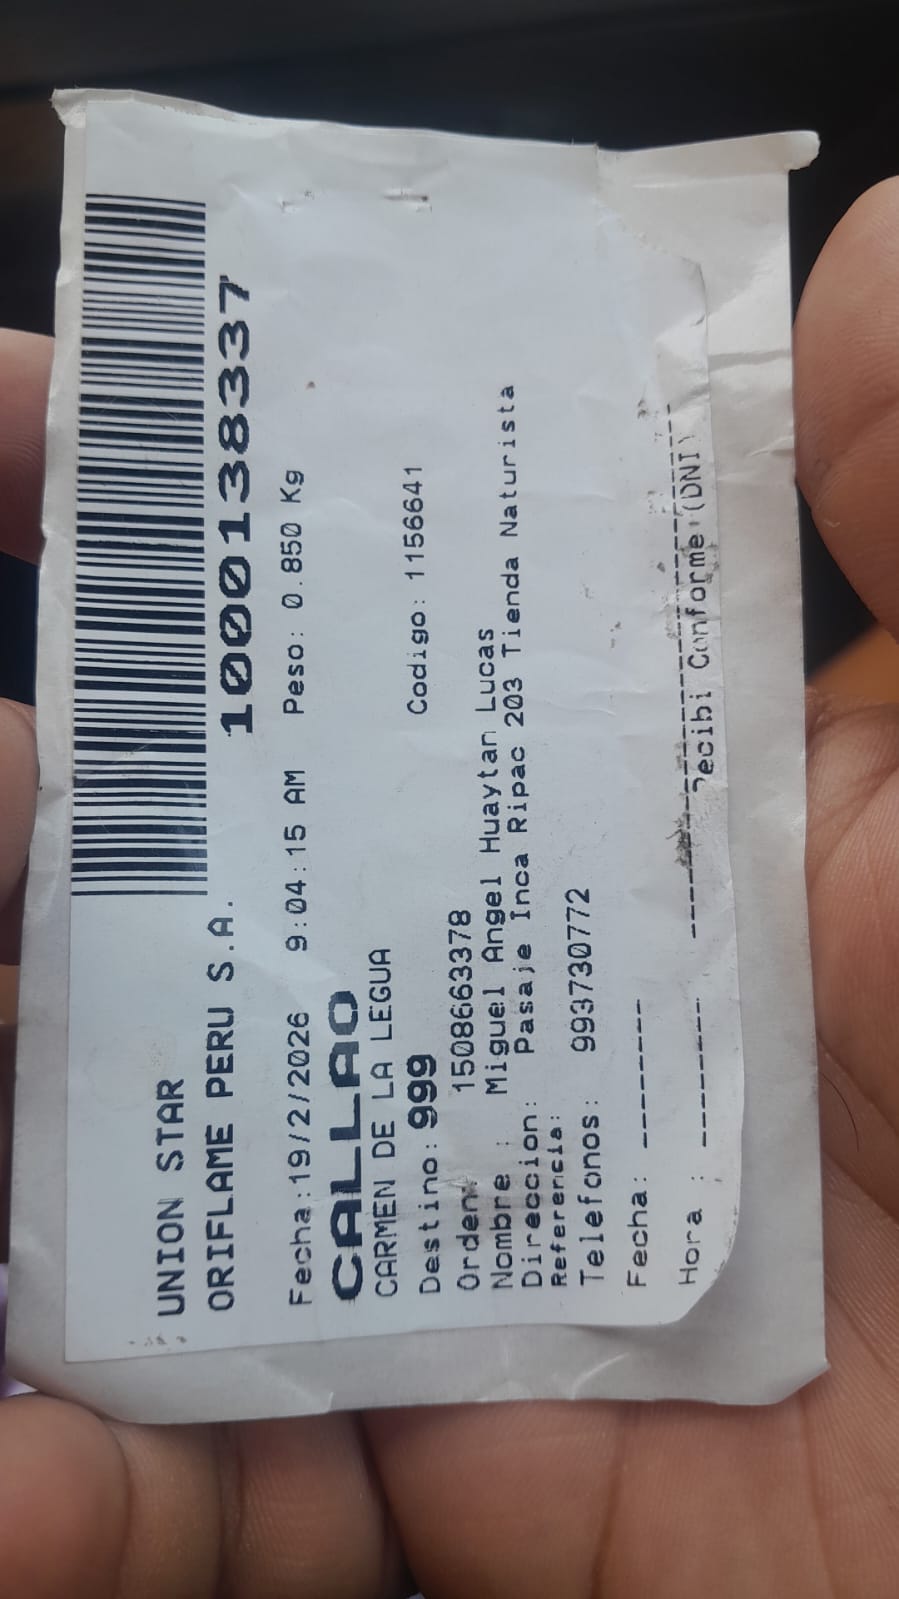 UNION STAR
ORIFLAME PERU S.A.
10001383​37
Fecha:19/2/2026 9:04:15 AM Peso: 0.850 Kg
CALLAO
CARMEN DE LA LEGUA
Destino: 999 Codigo: 1156641
Orden: 1508663378
Nombre : Miguel Angel Huaytan Lucas
Direccion: Pasaje Inca Ripac 203 Tienda Naturista
Referencia:
Telefonos: 993730772
Fecha: --------
Hora : --------
Recibi Conforme (DNI)